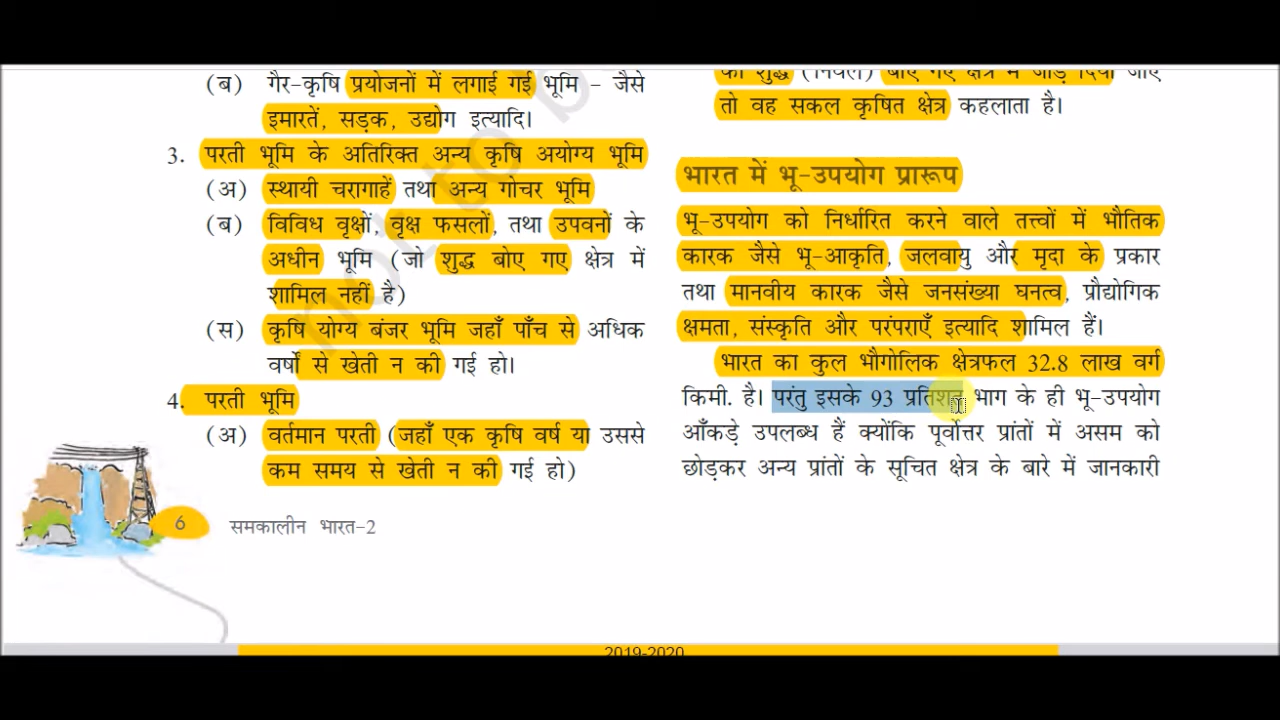 (ब) गैर-कृषि प्रयोजनों में लगाई गई भूमि – जैसे
इमारतें, सड़क, उद्योग इत्यादि।
3. परती भूमि के अतिरिक्त अन्य कृषि अयोग्य भूमि
(अ) स्थायी चरागाहें तथा अन्य गोचर भूमि
(ब) विविध वृक्षों, वृक्ष फसलों, तथा उपवनों के
अधीन भूमि (जो शुद्ध बोए गए क्षेत्र में
शामिल नहीं है)
(स) कृषि योग्य बंजर भूमि जहाँ पाँच से अधिक
वर्षों से खेती न की गई हो।
4. परती भूमि
(अ) वर्तमान परती (जहाँ एक कृषि वर्ष या उससे
कम समय से खेती न की गई हो)
6 समकालीन भारत-2
को शुद्ध (निवल) बोए गए क्षेत्र में जोड़ दिया जाए
तो वह सकल कृषित क्षेत्र कहलाता है।
भारत में भू-उपयोग प्रारूप
भू-उपयोग को निर्धारित करने वाले तत्त्वों में भौतिक
कारक जैसे भू-आकृति, जलवायु और मृदा के प्रकार
तथा मानवीय कारक जैसे जनसंख्या घनत्व, प्रौद्योगिक
क्षमता, संस्कृति और परंपराएँ इत्यादि शामिल हैं।
भारत का कुल भौगोलिक क्षेत्रफल 32.8 लाख वर्ग
किमी. है। परंतु इसके 93 प्रतिशत भाग के ही भू-उपयोग
आँकड़े उपलब्ध हैं क्योंकि पूर्वोत्तर प्रांतों में असम को
छोड़कर अन्य प्रांतों के सूचित क्षेत्र के बारे में जानकारी
not to b
2019-2020